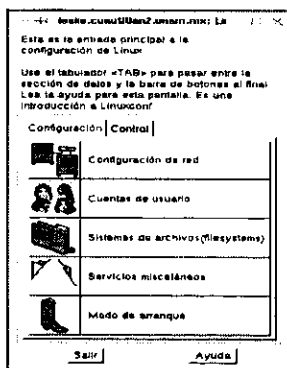 Esta es la entrada principal a la
configuración de Linux
Use el tabulador <TAB> para pasar entre la
sección de datos y la barra de botones al final
Lea la ayuda para esta pantalla. Es una
introducción a Linuxconf
Configuración Control
Configuración de red
Cuentas de usuario
Sistemas de archivos(filesystems)
Servicios misceláneos
Modo de arranque
Salir Ayuda